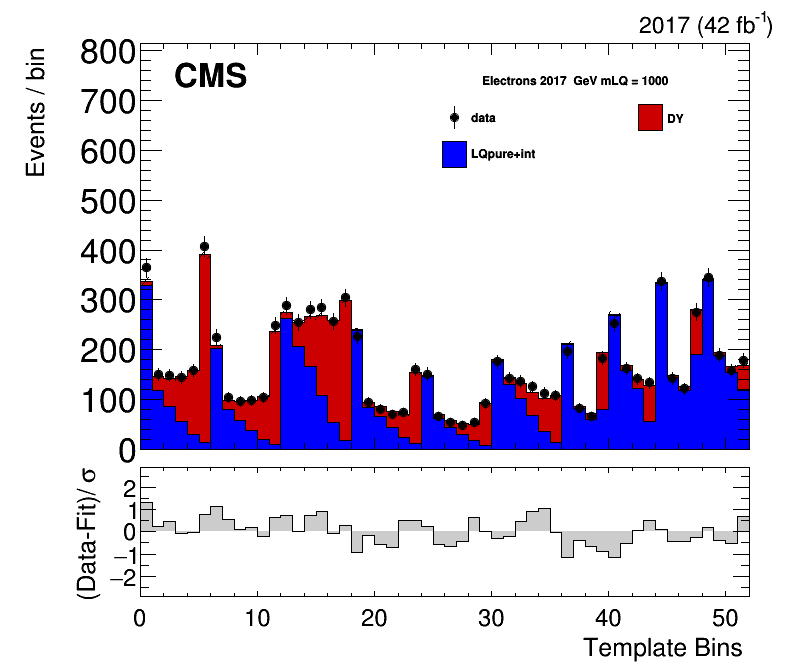 2017 (42 fb-1)
CMS
Electrons 2017 GeV mLQ = 1000
data
DY
LQpure+int
Events / bin
800
700
600
500
400
300
200
100
0
(Data-Fit)/ σ
2
1
0
−1
−2
0 10 20 30 40 50
Template Bins